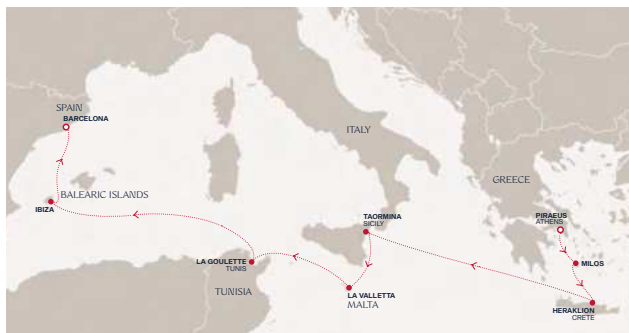 SPAIN
BARCELONA
ITALY
BALEARIC ISLANDS
IBIZA
GREECE
TAORMINA
SICILY
PIRAEUS
ATHENS
LA GOULETTE
TUNIS
MILOS
TUNISIA
LA VALLETTA
MALTA
HERAKLION
CRETE